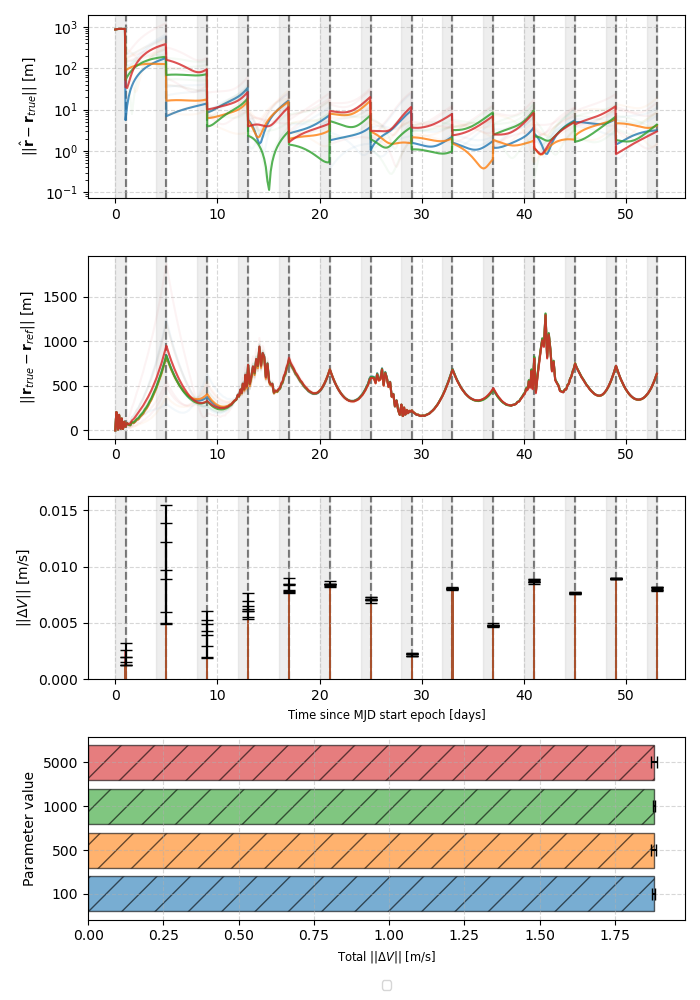 ||r̂ − r_true|| [m]
10³
10²
10¹
10⁰
10⁻¹
0 10 20 30 40 50
||r_true − r_ref|| [m]
1500
1000
500
0
0 10 20 30 40 50
||ΔV|| [m/s]
0.015
0.010
0.005
0.000
0 10 20 30 40 50
Time since MJD start epoch [days]
Parameter value
5000
1000
500
100
0.00 0.25 0.50 0.75 1.00 1.25 1.50 1.75
Total ||ΔV|| [m/s]